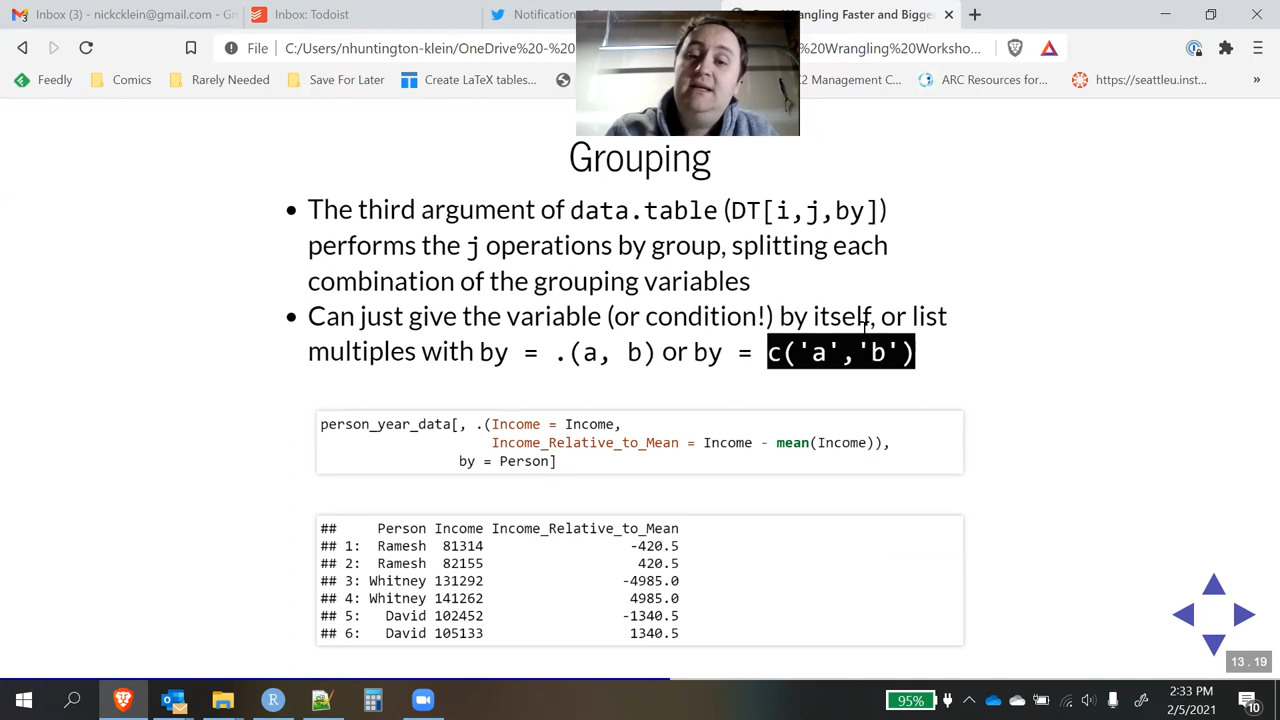 nickcklein@gmail.com - Gr
Inbox: Todoist
Notification
Wrangling Faster and Bigge
File
C:/Users/nhuntington-klein/OneDrive%20-%20
%20Wrangling%20Worksho...
Feedly
Comics
Rarely Needed
Save For Later
Create LaTeX tables...
C2 Management C...
ARC Resources for...
https://seattleu.inst...
»
Grouping
• The third argument of data.table (DT[i,j,by])
performs the j operations by group, splitting each
combination of the grouping variables
• Can just give the variable (or condition!) by itself, or list
multiples with by = .(a, b) or by = c('a','b')
person_year_data[, .(Income = Income,
Income_Relative_to_Mean = Income - mean(Income)),
by = Person]
## Person Income Income_Relative_to_Mean
## 1: Ramesh 81314 -420.5
## 2: Ramesh 82155 420.5
## 3: Whitney 131292 -4985.0
## 4: Whitney 141262 4985.0
## 5: David 102452 -1340.5
## 6: David 105133 1340.5
13 . 19
95%
2:33 PM
2/5/2021
10